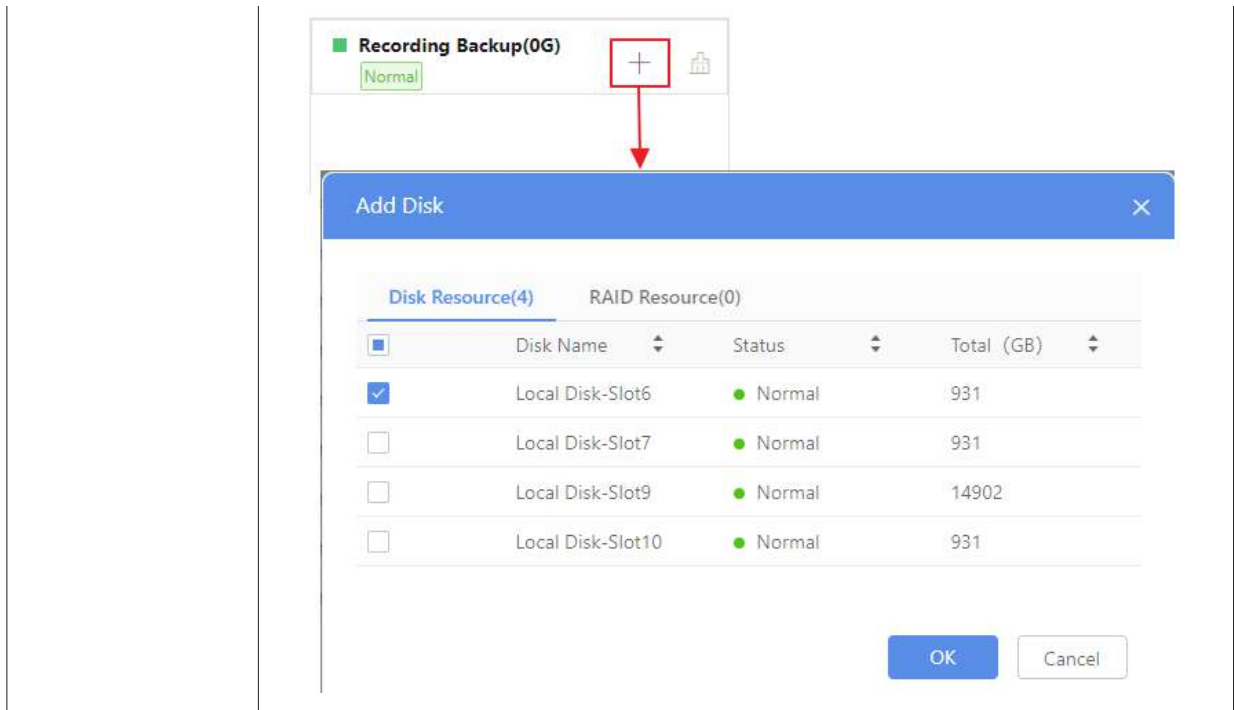 Recording Backup(0G)
Normal
Add Disk
Disk Resource(4) RAID Resource(0)
Disk Name Status Total (GB)
Local Disk-Slot6 Normal 931
Local Disk-Slot7 Normal 931
Local Disk-Slot9 Normal 14902
Local Disk-Slot10 Normal 931
OK Cancel